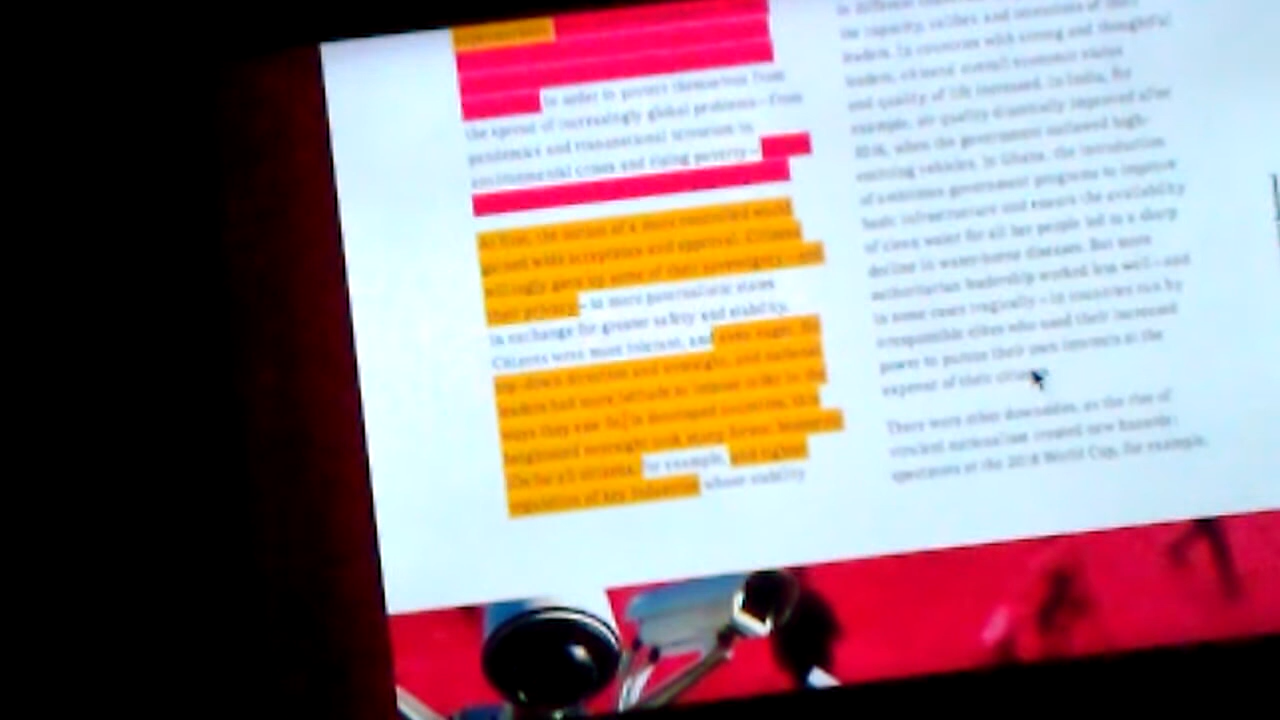 In order to protect themselves from
the spread of increasingly global problems—from
pandemics and transnational terrorism to
environmental crises and rising poverty—
At first, the notion of a more controlled world
gained wide acceptance and approval. Citizens
willingly gave up some of their sovereignty—and
their privacy—to more paternalistic states
in exchange for greater safety and stability.
Citizens were more tolerant, and even eager, for
top-down direction and oversight, and national
leaders had more latitude to impose order in the
ways they saw fit. In developed countries, this
heightened oversight took many forms: biometric
IDs for all citizens, for example, and tighter
regulation of key industries whose stability
in different
the capacity, caliber, and intentions of their
leaders. In countries with strong and thoughtful
leaders, citizens' overall economic status
and quality of life increased. In India, for
example, air quality drastically improved after
2016, when the government outlawed high-
emitting vehicles. In Ghana, the introduction
of ambitious government programs to improve
basic infrastructure and ensure the availability
of clean water for all her people led to a sharp
decline in water-borne diseases. But more
authoritarian leadership worked less well—and
in some cases tragically—in countries run by
irresponsible elites who used their increased
power to pursue their own interests at the
expense of their citizens.
There were other downsides, as the rise of
virulent nationalism created new hazards:
spectators at the 2018 World Cup, for example,